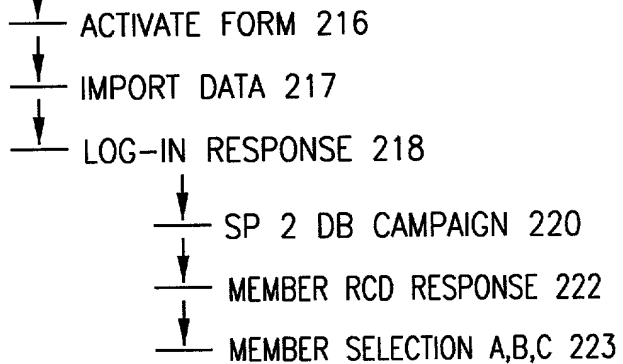 ACTIVATE FORM 216
IMPORT DATA 217
LOG-IN RESPONSE 218
SP 2 DB CAMPAIGN 220
MEMBER RCD RESPONSE 222
MEMBER SELECTION A,B,C 223